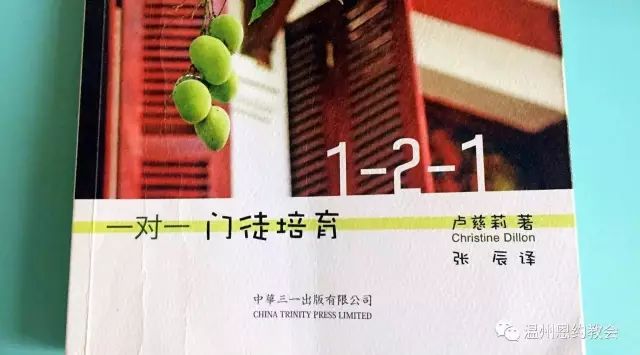 1-2-1
一对一 门徒培育
卢慈莉 著
Christine Dillon
张 辰 译
中華三一出版有限公司
CHINA TRINITY PRESS LIMITED
温州恩约教会